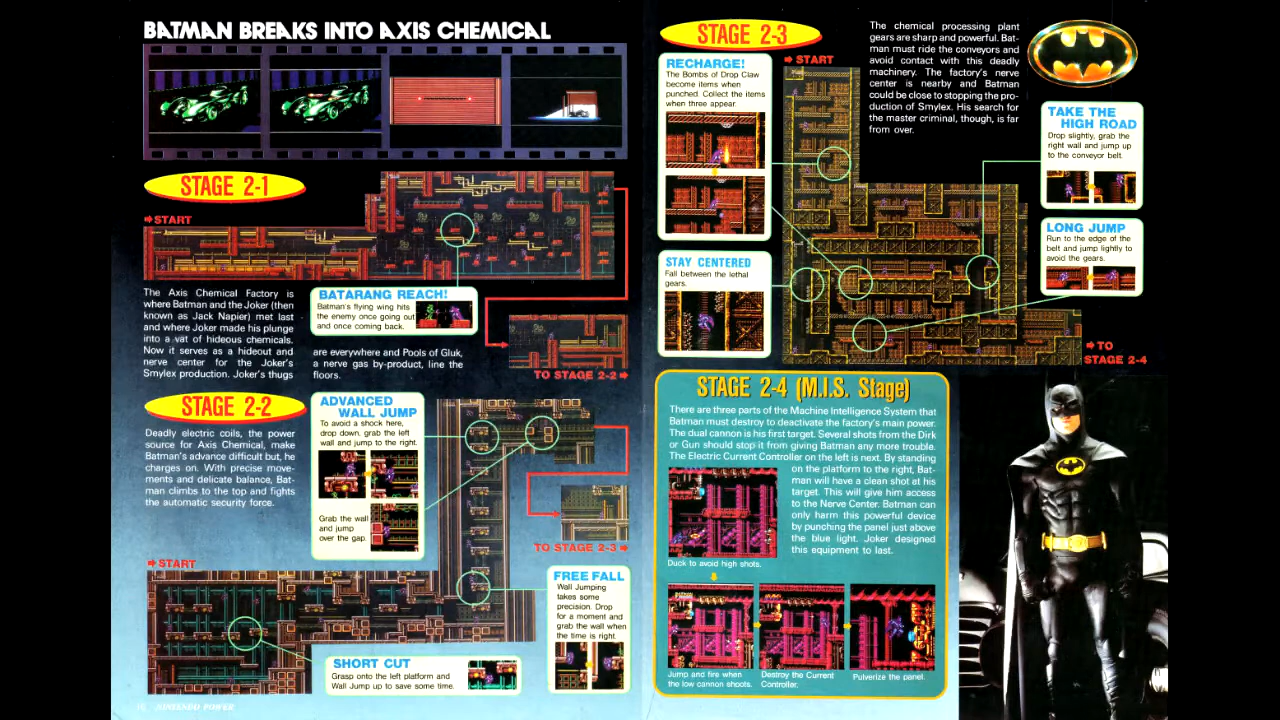 BATMAN BREAKS INTO AXIS CHEMICAL
STAGE 2-1
START
The Axis Chemical Factory is
where Batman and the Joker (then
known as Jack Napier) met last
and where Joker made his plunge
into a vat of hideous chemicals.
Now it serves as a hideout and
nerve center for the Joker's
Smylex production. Joker's thugs
are everywhere and Pools of Gluk,
a nerve gas by-product, line the
floors.
BATARANG REACH!
Batman's flying wing hits
the enemy once going out
and once coming back.
TO STAGE 2-2
STAGE 2-2
Deadly electric coils, the power
source for Axis Chemical, make
Batman's advance difficult but, he
charges on. With precise move-
ments and delicate balance, Bat-
man climbs to the top and fights
the automatic security force.
ADVANCED
WALL JUMP
To avoid a shock here,
drop down, grab the left
wall and jump to the right.
Grab the wall
and jump
over the gap.
TO STAGE 2-3
START
FREE FALL
Wall Jumping
takes some
precision. Drop
for a moment and
grab the wall when
the time is right.
SHORT CUT
Grasp onto the left platform and
Wall Jump up to save some time.
NINTENDO POWER
STAGE 2-3
RECHARGE!
The Bombs of Drop Claw
become items when
punched. Collect the items
when three appear.
START
The chemical processing plant
gears are sharp and powerful. Bat-
man must ride the conveyors and
avoid contact with this deadly
machinery. The factory's nerve
center is nearby and Batman
could be close to stopping the pro-
duction of Smylex. His search for
the master criminal, though, is far
from over.
TAKE THE
HIGH ROAD
Drop slightly, grab the
right wall and jump up
to the conveyor belt.
LONG JUMP
Run to the edge of the
belt and jump lightly to
avoid the gears.
STAY CENTERED
Fall between the lethal
gears.
TO
STAGE 2-4
STAGE 2-4 (M.I.S. Stage)
There are three parts of the Machine Intelligence System that
Batman must destroy to deactivate the factory's main power.
The dual cannon is his first target. Several shots from the Dirk
or Gun should stop it from giving Batman any more trouble.
The Electric Current Controller on the left is next. By standing
on the platform to the right, Bat-
man will have a clean shot at his
target. This will give him access
to the Nerve Center. Batman can
only harm this powerful device
by punching the panel just above
the blue light. Joker designed
this equipment to last.
Duck to avoid high shots.
Jump and fire when
the low cannon shoots.
Destroy the Current
Controller.
Pulverize the panel.